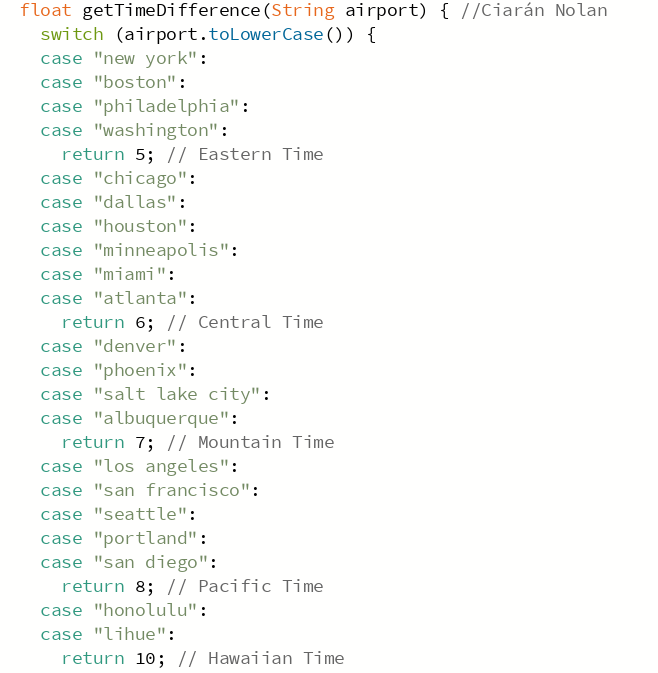 float getTimeDifference(String airport) { //Ciarán Nolan
  switch (airport.toLowerCase()) {
  case "new york":
  case "boston":
  case "philadelphia":
  case "washington":
    return 5; // Eastern Time
  case "chicago":
  case "dallas":
  case "houston":
  case "minneapolis":
  case "miami":
  case "atlanta":
    return 6; // Central Time
  case "denver":
  case "phoenix":
  case "salt lake city":
  case "albuquerque":
    return 7; // Mountain Time
  case "los angeles":
  case "san francisco":
  case "seattle":
  case "portland":
  case "san diego":
    return 8; // Pacific Time
  case "honolulu":
  case "lihue":
    return 10; // Hawaiian Time